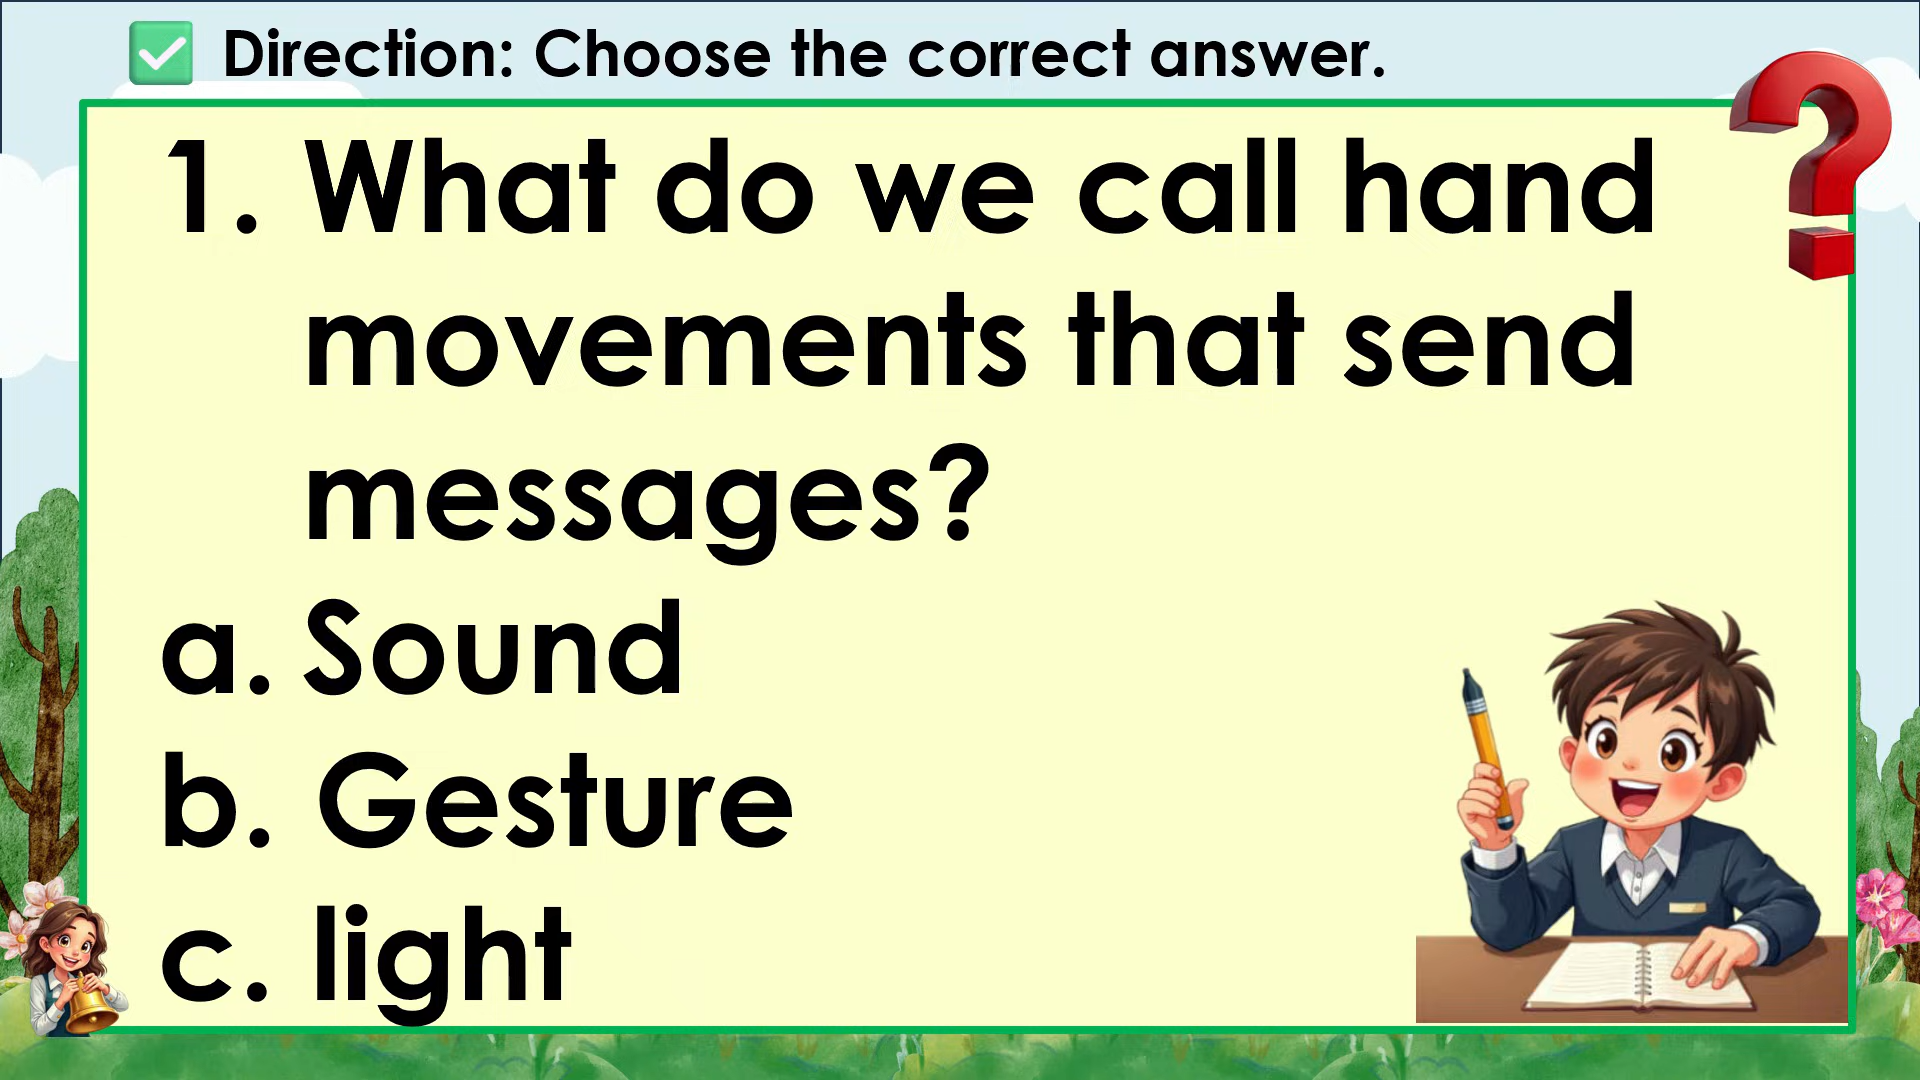 Direction: Choose the correct answer.
1. What do we call hand
movements that send
messages?
a. Sound
b. Gesture
c. light